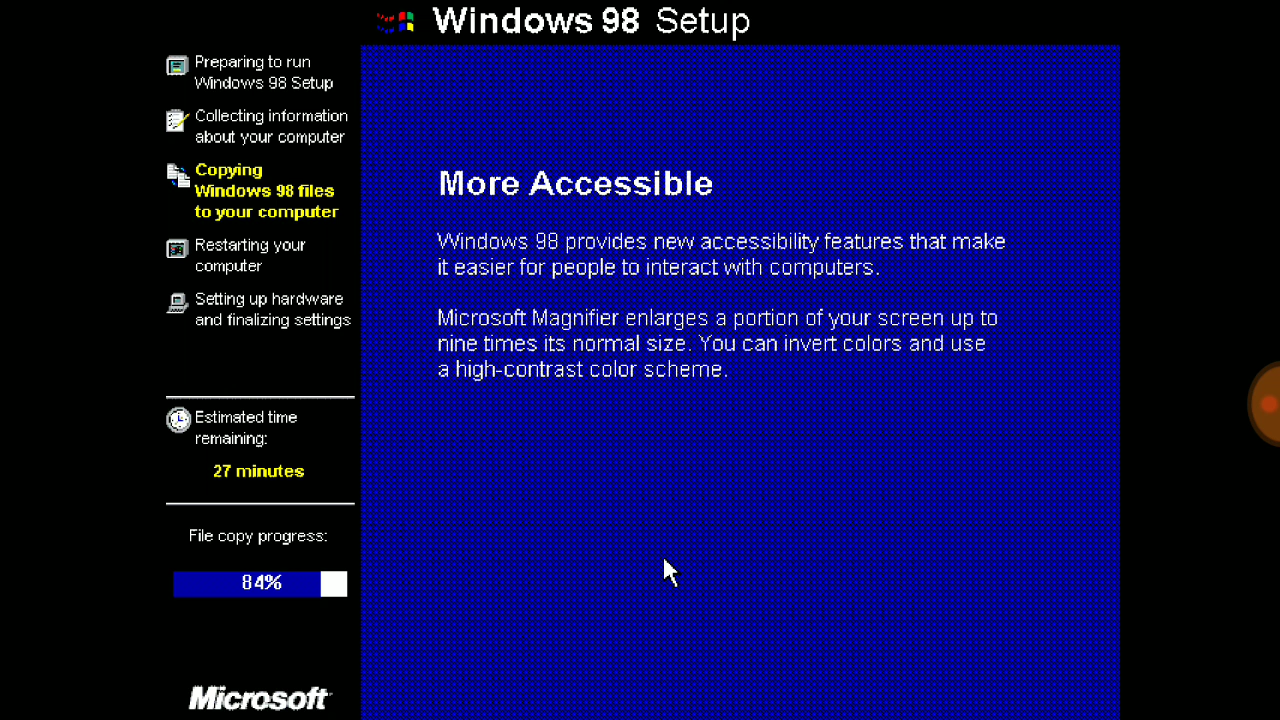 Windows 98 Setup
Preparing to run
Windows 98 Setup
Collecting information
about your computer
Copying
Windows 98 files
to your computer
Restarting your
computer
Setting up hardware
and finalizing settings
Estimated time
remaining:
27 minutes
File copy progress:
84%
Microsoft
More Accessible
Windows 98 provides new accessibility features that make
it easier for people to interact with computers.
Microsoft Magnifier enlarges a portion of your screen up to
nine times its normal size. You can invert colors and use
a high-contrast color scheme.